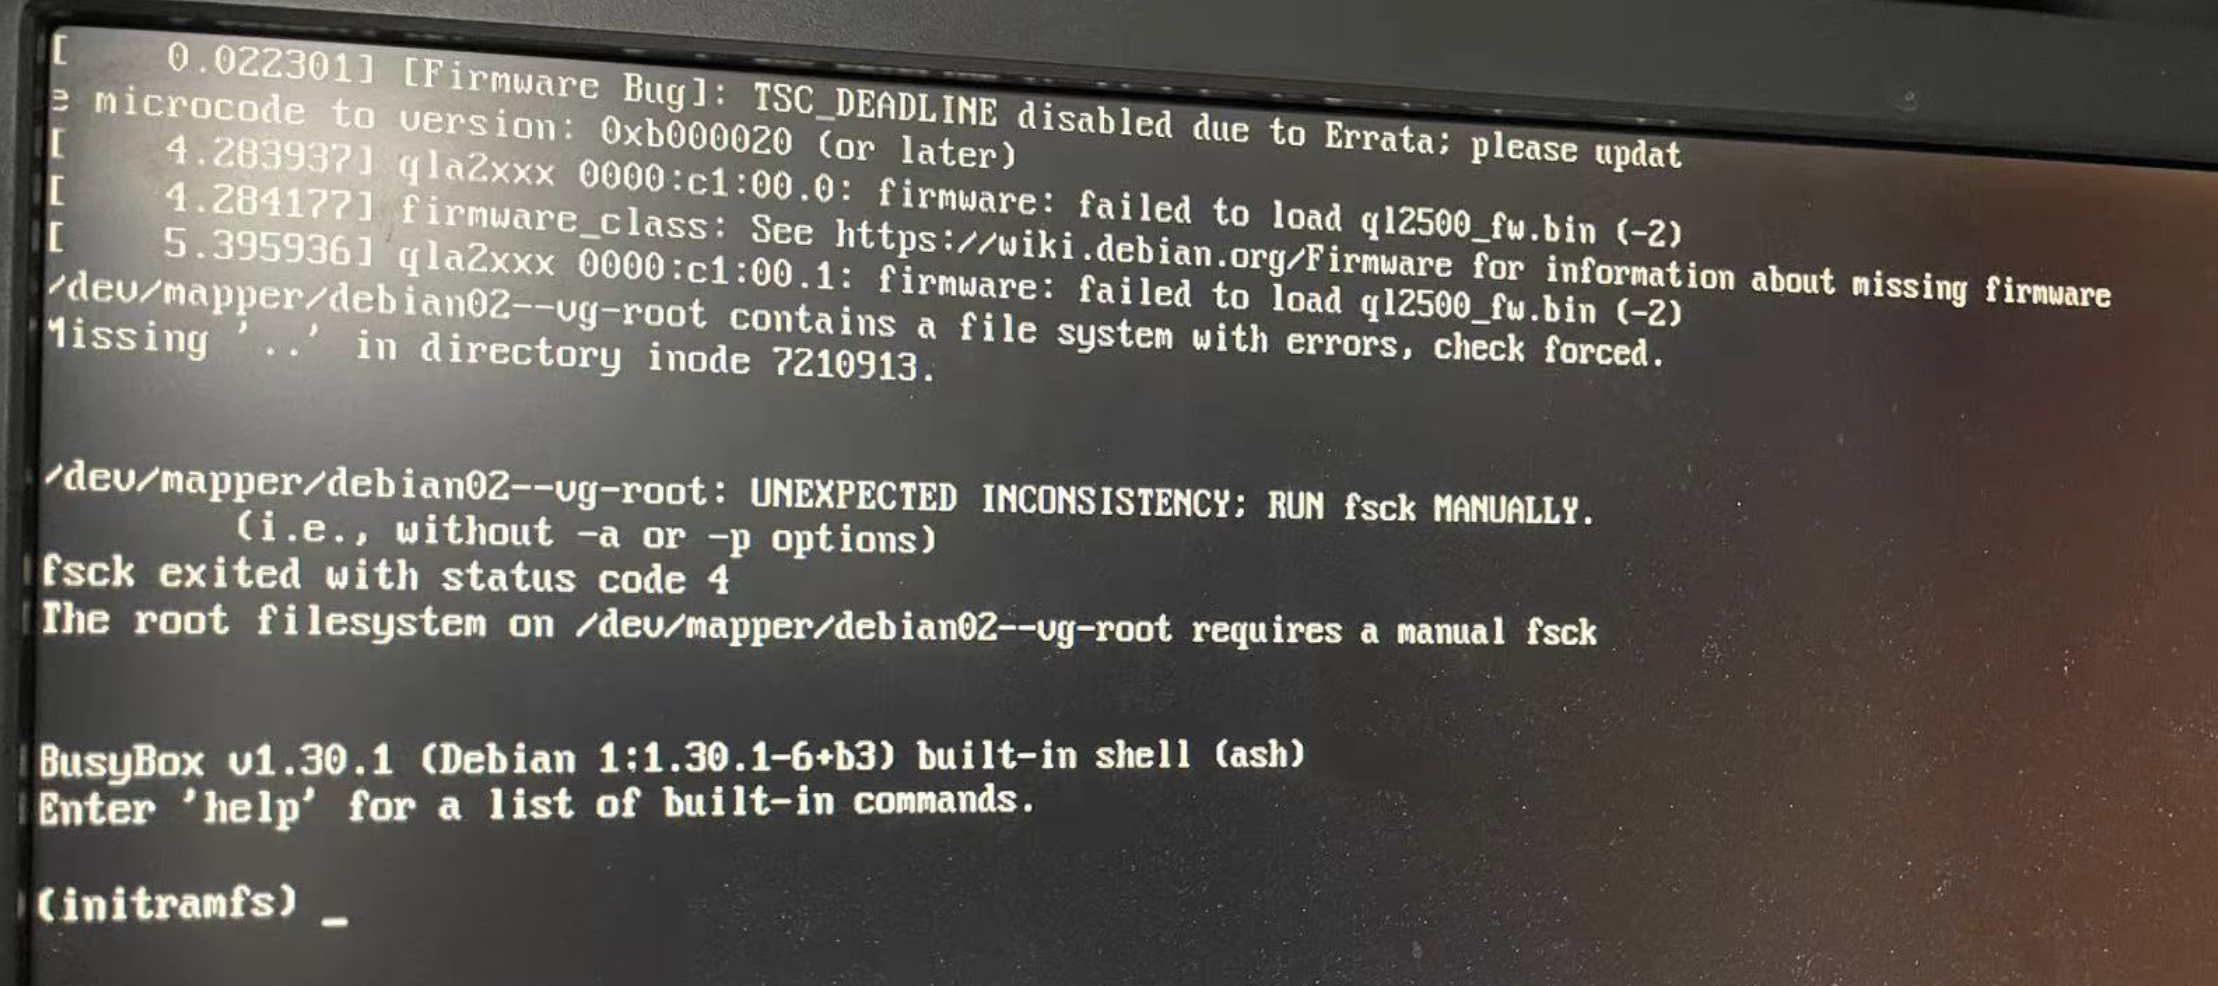 [    0.022301] [Firmware Bug]: TSC_DEADLINE disabled due to Errata; please updat
e microcode to version: 0xb000020 (or later)
[    4.283937] qla2xxx 0000:c1:00.0: firmware: failed to load ql2500_fw.bin (-2)
[    4.284177] firmware_class: See https://wiki.debian.org/Firmware for information about missing firmware
[    5.395936] qla2xxx 0000:c1:00.1: firmware: failed to load ql2500_fw.bin (-2)
/dev/mapper/debian02--vg-root contains a file system with errors, check forced.
Missing '..' in directory inode 7210913.
/dev/mapper/debian02--vg-root: UNEXPECTED INCONSISTENCY; RUN fsck MANUALLY.
(i.e., without -a or -p options)
fsck exited with status code 4
The root filesystem on /dev/mapper/debian02--vg-root requires a manual fsck
BusyBox v1.30.1 (Debian 1:1.30.1-6+b3) built-in shell (ash)
Enter 'help' for a list of built-in commands.
(initramfs) _